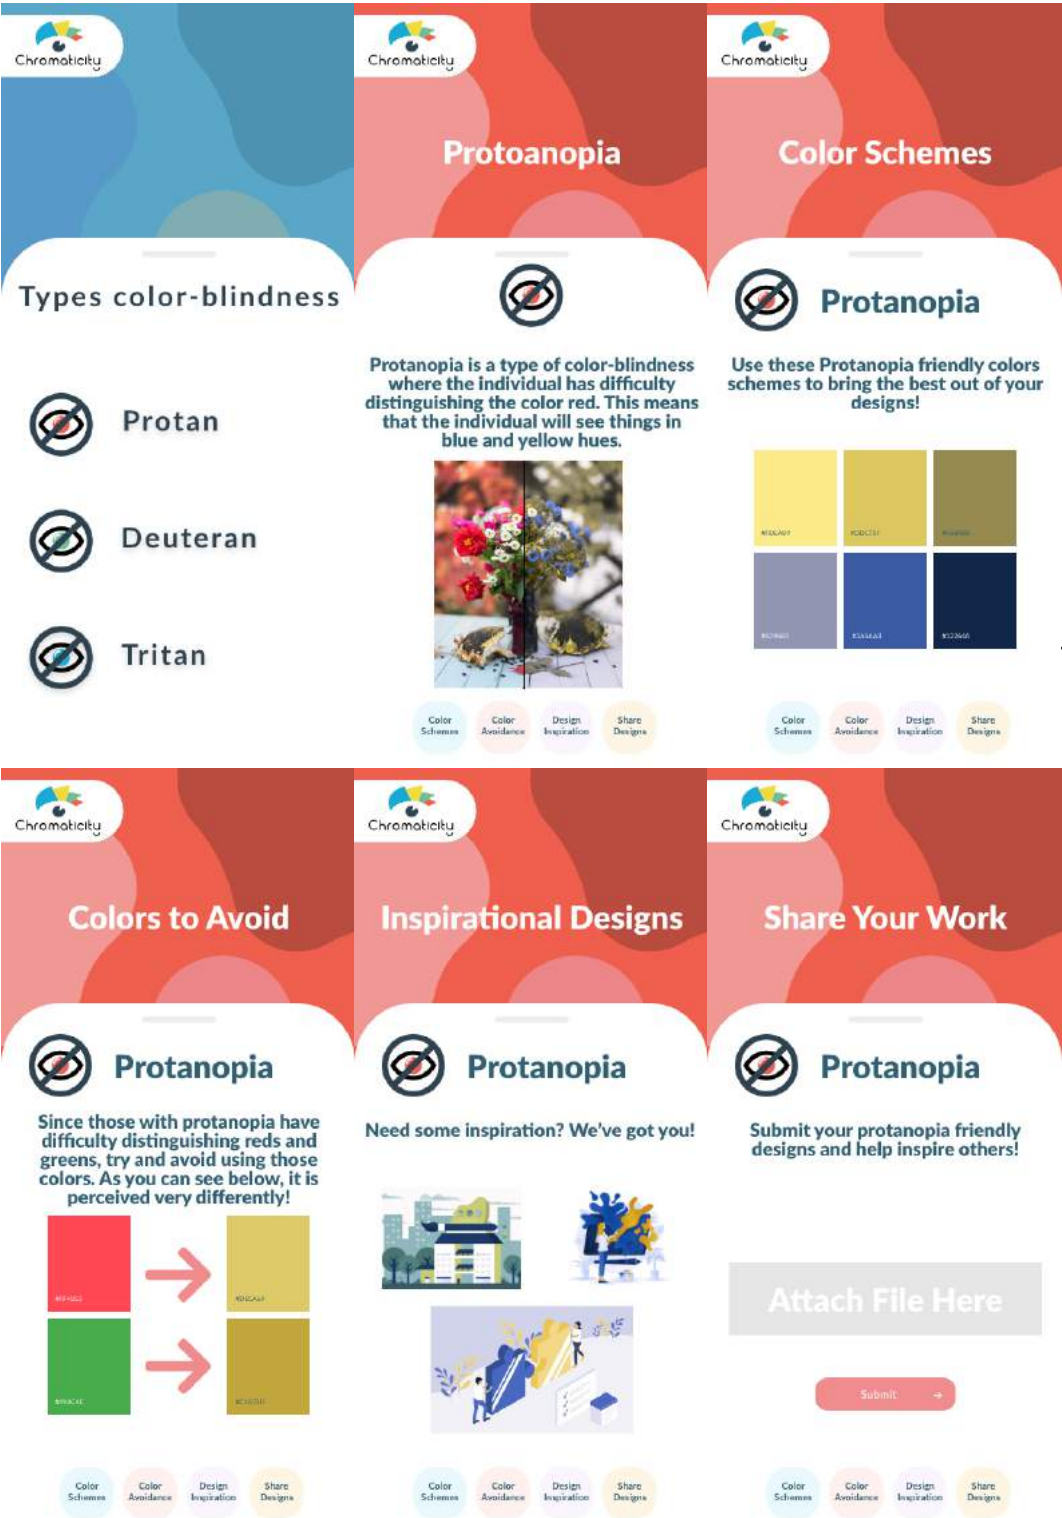 Chromaticity
Types color-blindness
Protan
Deuteran
Tritan
Chromaticity
Protoanopia
Protanopia is a type of color-blindness
where the individual has difficulty
distinguishing the color red. This means
that the individual will see things in
blue and yellow hues.
Color
Schemes
Color
Avoidance
Design
Inspiration
Share
Designs
Chromaticity
Color Schemes
Protanopia
Use these Protanopia friendly colors
schemes to bring the best out of your
designs!
Color
Schemes
Color
Avoidance
Design
Inspiration
Share
Designs
Chromaticity
Colors to Avoid
Protanopia
Since those with protanopia have
difficulty distinguishing reds and
greens, try and avoid using those
colors. As you can see below, it is
perceived very differently!
Color
Schemes
Color
Avoidance
Design
Inspiration
Share
Designs
Chromaticity
Inspirational Designs
Protanopia
Need some inspiration? We've got you!
Color
Schemes
Color
Avoidance
Design
Inspiration
Share
Designs
Chromaticity
Share Your Work
Protanopia
Submit your protanopia friendly
designs and help inspire others!
Attach File Here
Submit
Color
Schemes
Color
Avoidance
Design
Inspiration
Share
Designs